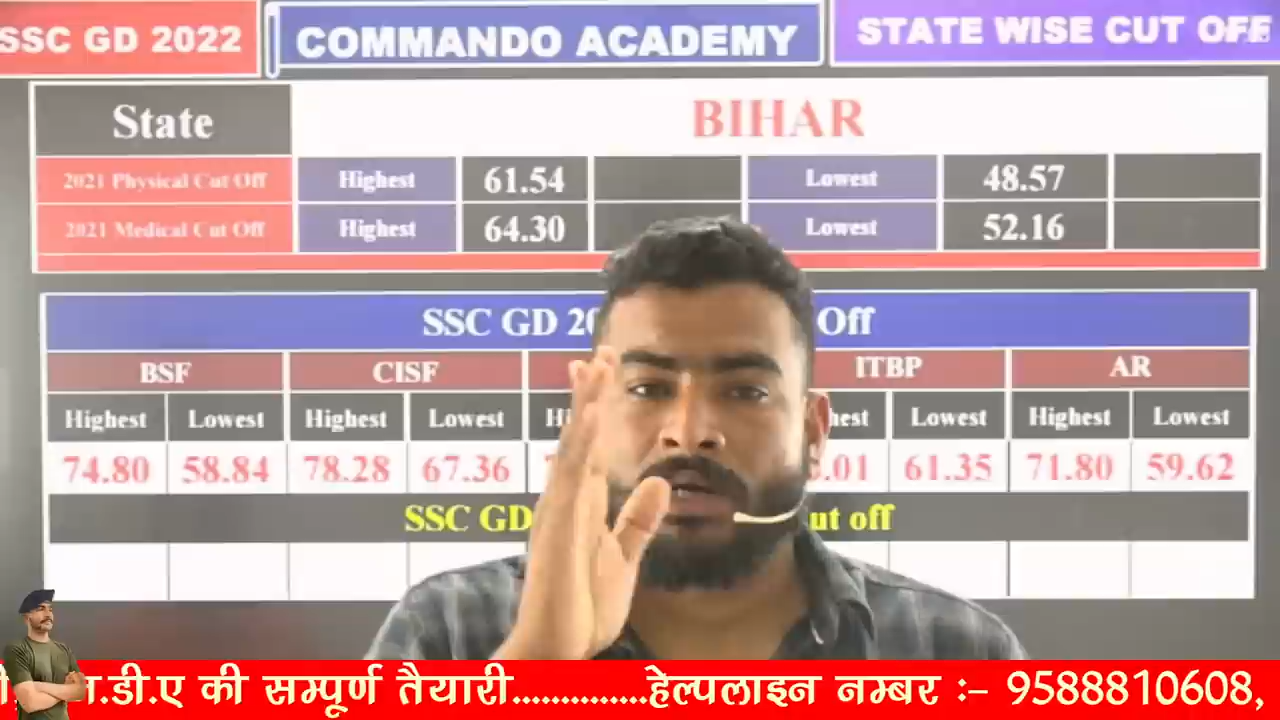 SSC GD 2022 COMMANDO ACADEMY STATE WISE CUT OFF
State BIHAR
2021 Physical Cut Off Highest 61.54 Lowest 48.57
2021 Medical Cut Off Highest 64.30 Lowest 52.16
SSC GD Off
BSF CISF ITBP AR
Highest Lowest Highest Lowest Lowest Highest Lowest
74.80 58.84 78.28 67.36 61.35 71.80 59.62
SSC GD off
की सम्पूर्ण तैयारी.............हेल्पलाइन नम्बर :- 9588810608,